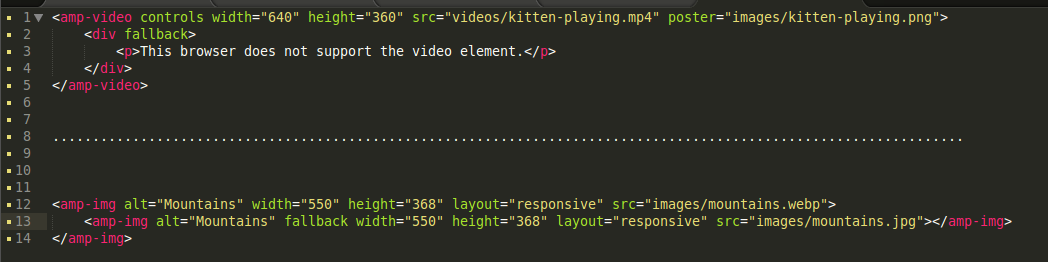 1 <amp-video controls width="640" height="360" src="videos/kitten-playing.mp4" poster="images/kitten-playing.png">
2     <div fallback>
3         <p>This browser does not support the video element.</p>
4     </div>
5 </amp-video>
6
7
8 ..................................................................................................................
9
10
11
12 <amp-img alt="Mountains" width="550" height="368" layout="responsive" src="images/mountains.webp">
13     <amp-img alt="Mountains" fallback width="550" height="368" layout="responsive" src="images/mountains.jpg"></amp-img>
14 </amp-img>